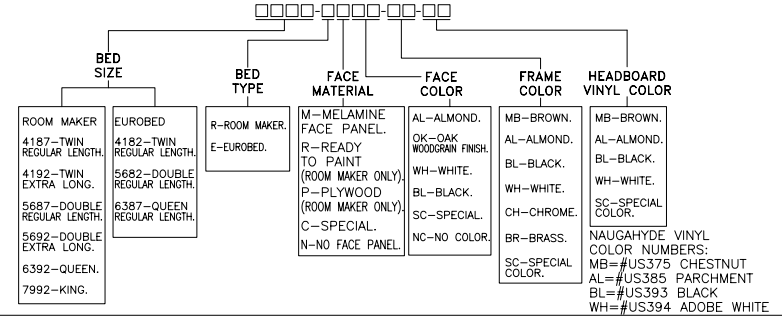 □□□□-□□□□-□□-□□
BED
SIZE
BED
TYPE
FACE
MATERIAL
FACE
COLOR
FRAME
COLOR
HEADBOARD
VINYL COLOR
ROOM MAKER
4187-TWIN
REGULAR LENGTH.
4192-TWIN
EXTRA LONG.
5687-DOUBLE
REGULAR LENGTH.
5692-DOUBLE
EXTRA LONG.
6392-QUEEN.
7992-KING.
EUROBED
4182-TWIN
REGULAR LENGTH.
5682-DOUBLE
REGULAR LENGTH.
6387-QUEEN
REGULAR LENGTH.
R-ROOM MAKER.
E-EUROBED.
M-MELAMINE
FACE PANEL.
R-READY
TO PAINT
(ROOM MAKER ONLY).
P-PLYWOOD
(ROOM MAKER ONLY).
C-SPECIAL.
N-NO FACE PANEL.
AL-ALMOND.
OK-OAK
WOODGRAIN FINISH.
WH-WHITE.
BL-BLACK.
SC-SPECIAL.
NC-NO COLOR.
MB-BROWN.
AL-ALMOND.
BL-BLACK.
WH-WHITE.
CH-CHROME.
BR-BRASS.
SC-SPECIAL
COLOR.
MB-BROWN.
AL-ALMOND.
BL-BLACK.
WH-WHITE.
SC-SPECIAL
COLOR.
NAUGAHYDE VINYL
COLOR NUMBERS:
MB=#US375 CHESTNUT
AL=#US385 PARCHMENT
BL=#US393 BLACK
WH=#US394 ADOBE WHITE